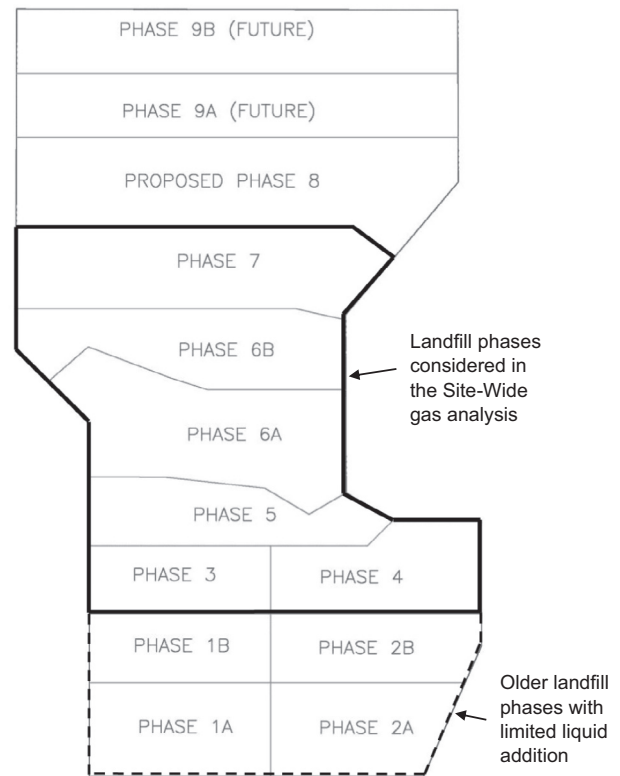 PHASE 9B (FUTURE)
PHASE 9A (FUTURE)
PROPOSED PHASE 8
PHASE 7
PHASE 6B
Landfill phases
considered in
the Site-Wide
gas analysis
PHASE 6A
PHASE 5
PHASE 3
PHASE 4
PHASE 1B
PHASE 2B
Older landfill
phases with
limited liquid
addition
PHASE 1A
PHASE 2A